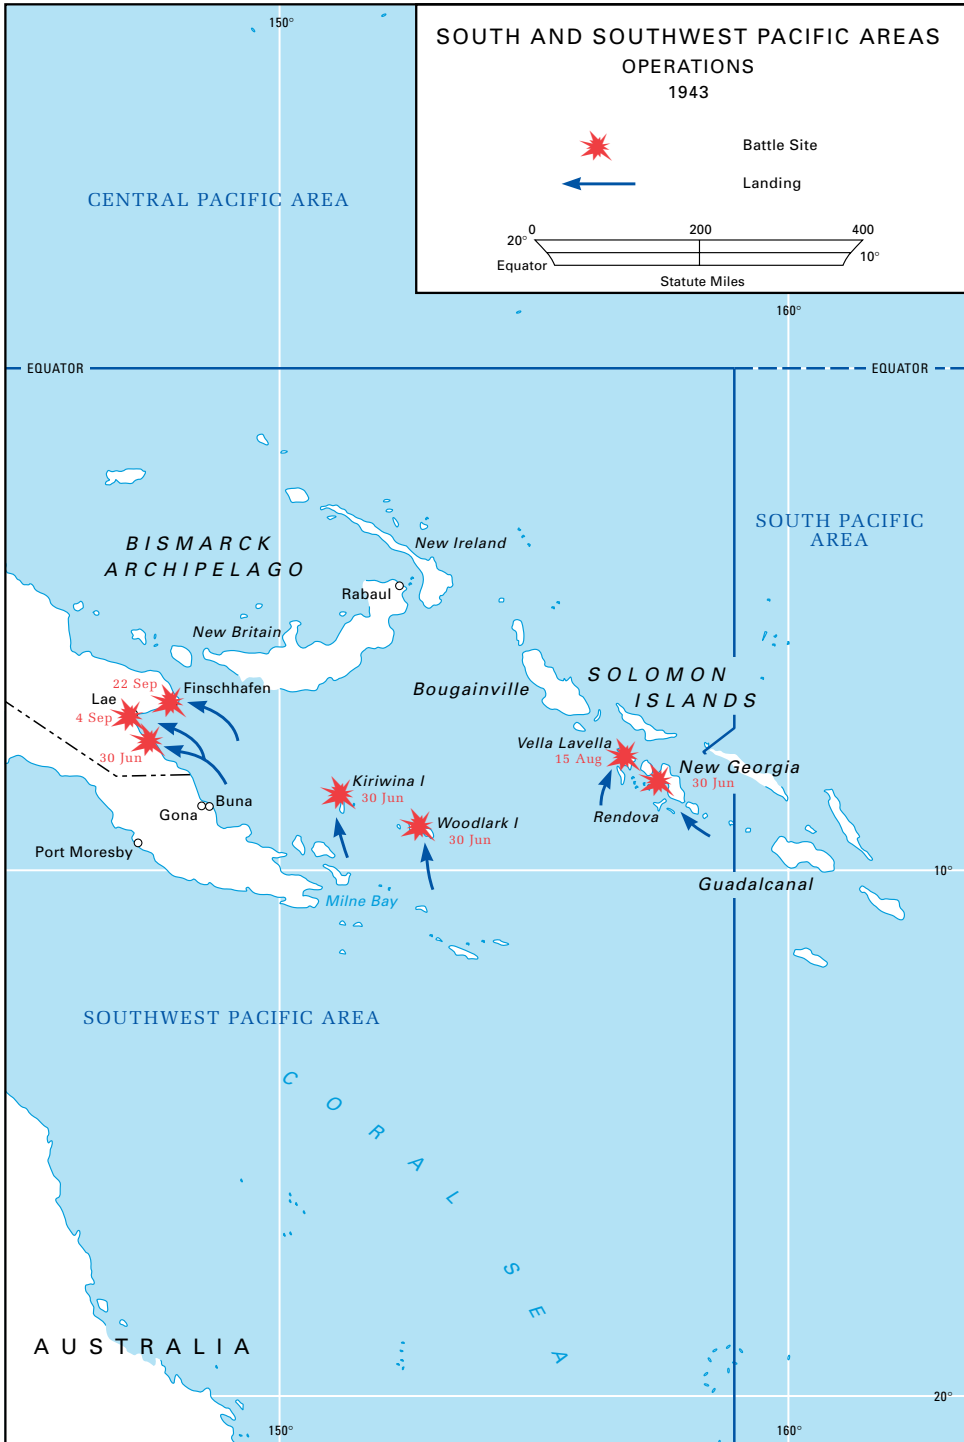 150°
SOUTH AND SOUTHWEST PACIFIC AREAS
OPERATIONS
1943
Battle Site
Landing
0 200 400
20°
10°
Equator
Statute Miles
CENTRAL PACIFIC AREA
160°
EQUATOR
EQUATOR
SOUTH PACIFIC
AREA
BISMARCK
ARCHIPELAGO
New Ireland
Rabaul
New Britain
Bougainville
SOLOMON
ISLANDS
22 Sep
Finschhafen
Lae
4 Sep
30 Jun
Vella Lavella
15 Aug
New Georgia
30 Jun
Rendova
Kiriwina I
30 Jun
Woodlark I
30 Jun
Buna
Gona
Port Moresby
Milne Bay
Guadalcanal
10°
SOUTHWEST PACIFIC AREA
CORAL SEA
AUSTRALIA
20°
150°
160°